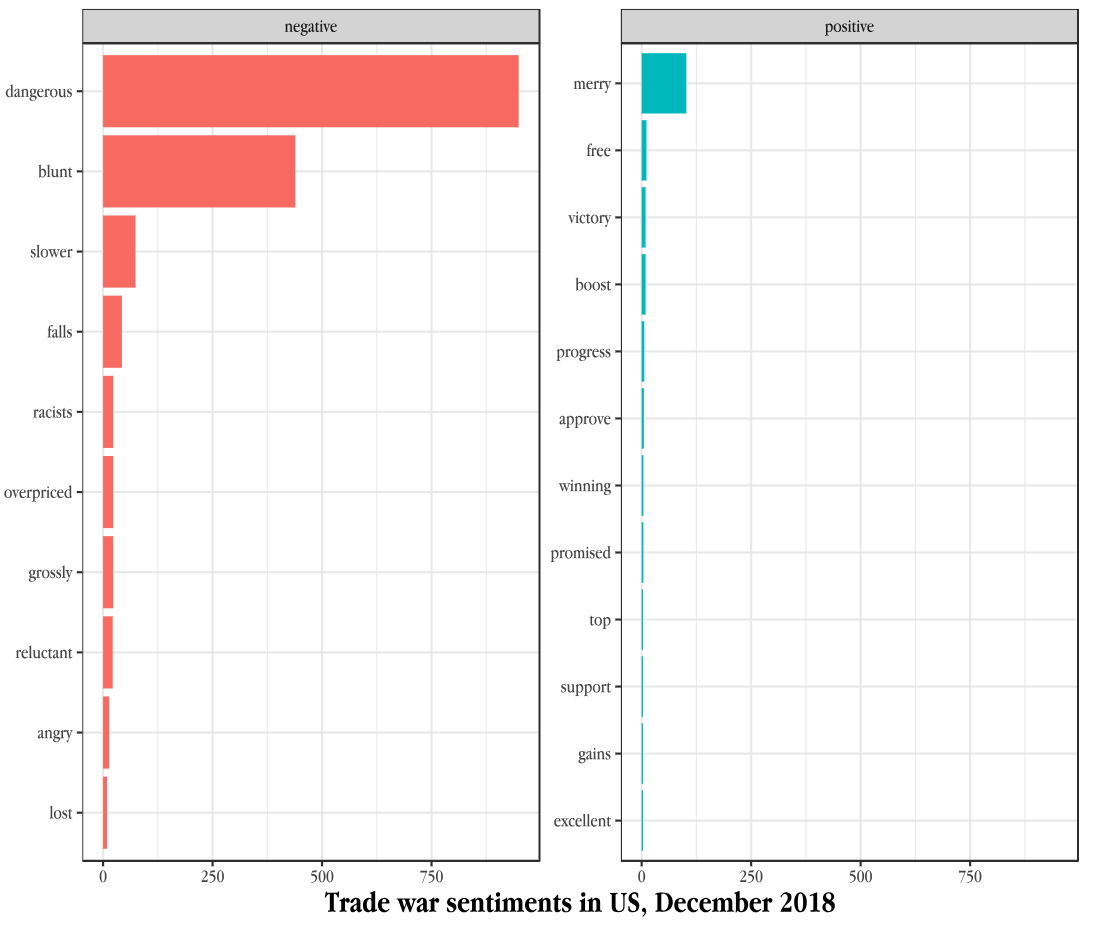 negative
dangerous
blunt
slower
falls
racists
overpriced
grossly
reluctant
angry
lost
0 250 500 750
positive
merry
free
victory
boost
progress
approve
winning
promised
top
support
gains
excellent
0 250 500 750
Trade war sentiments in US, December 2018